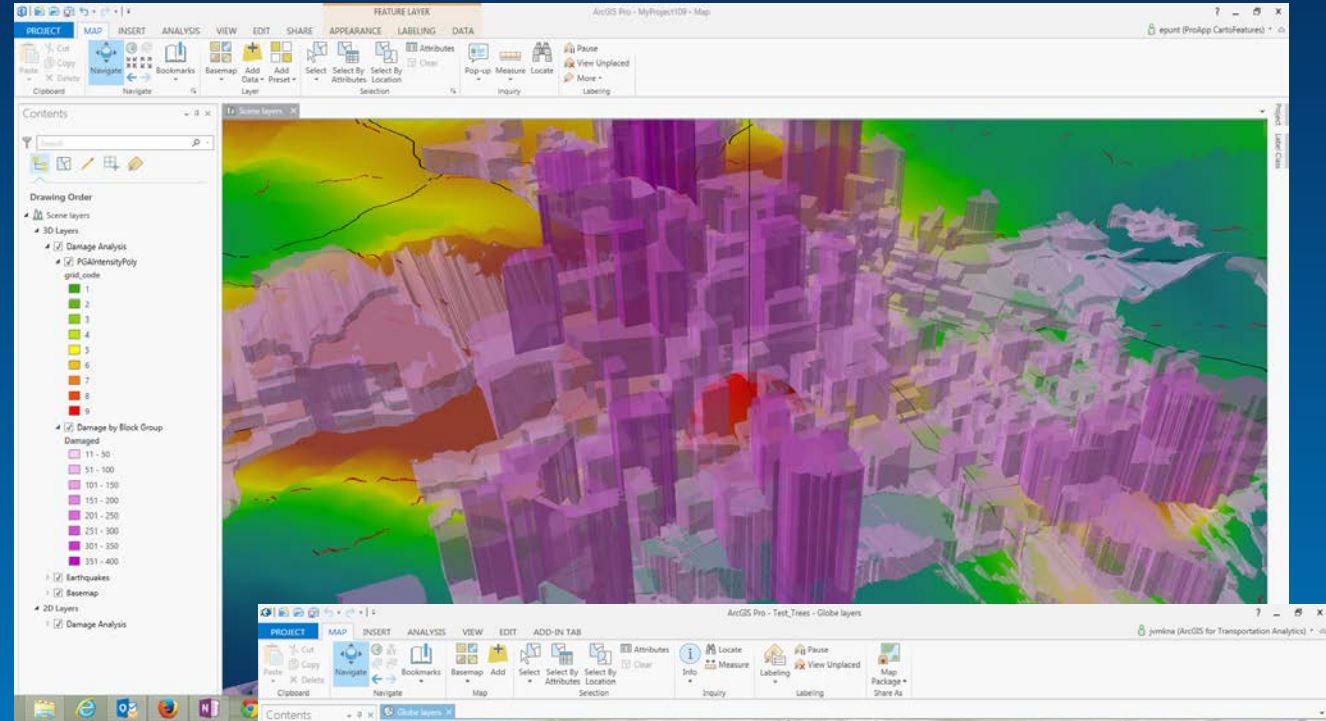 FEATURE LAYER
ArcGIS Pro - MyProject109 - Map
PROJECT MAP INSERT ANALYSIS VIEW EDIT SHARE APPEARANCE LABELING DATA
epunt (ProApp CartoFeatures)
Paste Cut Copy Delete
Navigate Bookmarks
Basemap Add Data Add Preset
Select Select By Attributes Select By Location Attributes Clear
Pop-up Measure Locate
Pause View Unplaced More
Clipboard Navigate Layer Selection Inquiry Labeling
Contents
Scene layers
Project
Label Class
Search
Drawing Order
Scene layers
3D Layers
Damage Analysis
PGAIntensityPoly
grid_code
1
2
3
4
5
6
7
8
9
Damage by Block Group
Damaged
11 - 50
51 - 100
101 - 150
151 - 200
201 - 250
251 - 300
301 - 350
351 - 400
Earthquakes
Basemap
2D Layers
Damage Analysis
ArcGIS Pro - Test_Trees - Globe layers
PROJECT MAP INSERT ANALYSIS VIEW EDIT ADD-IN TAB
jvmkna (ArcGIS for Transportation Analytics)
Paste Cut Copy Delete
Navigate Bookmarks
Basemap Add
Select Select By Attributes Select By Location Attributes Clear
Info Locate Measure
Labeling Pause View Unplaced
Map Package
Clipboard Navigate Map Selection Inquiry Labeling Share As
Contents
Globe layers